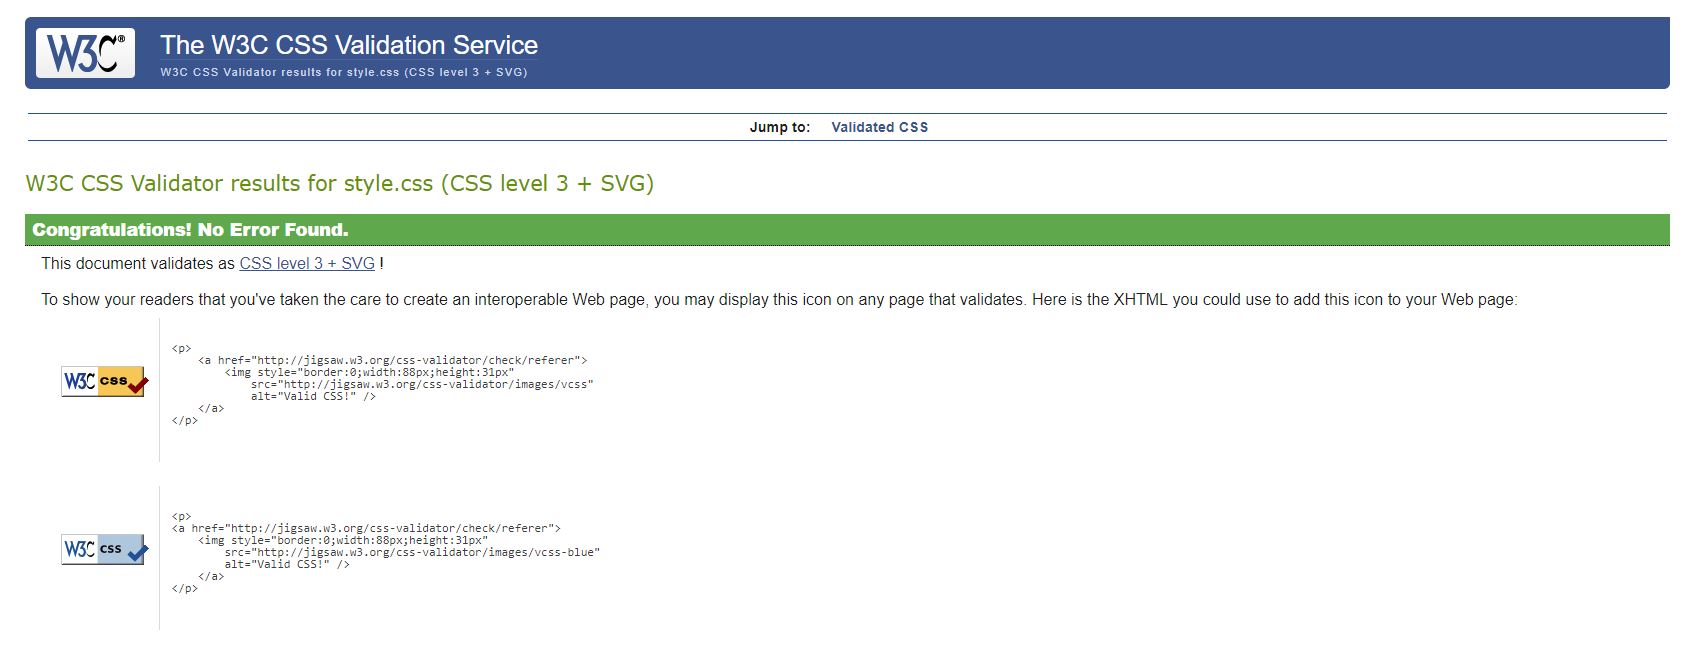 W3C®
The W3C CSS Validation Service
W3C CSS Validator results for style.css (CSS level 3 + SVG)
Jump to: Validated CSS
W3C CSS Validator results for style.css (CSS level 3 + SVG)
Congratulations! No Error Found.
This document validates as CSS level 3 + SVG !
To show your readers that you've taken the care to create an interoperable Web page, you may display this icon on any page that validates. Here is the XHTML you could use to add this icon to your Web page:
W3C css
<p>
    <a href="http://jigsaw.w3.org/css-validator/check/referer">
        <img style="border:0;width:88px;height:31px"
            src="http://jigsaw.w3.org/css-validator/images/vcss"
            alt="Valid CSS!" />
    </a>
</p>
W3C css
<p>
<a href="http://jigsaw.w3.org/css-validator/check/referer">
    <img style="border:0;width:88px;height:31px"
        src="http://jigsaw.w3.org/css-validator/images/vcss-blue"
        alt="Valid CSS!" />
    </a>
</p>